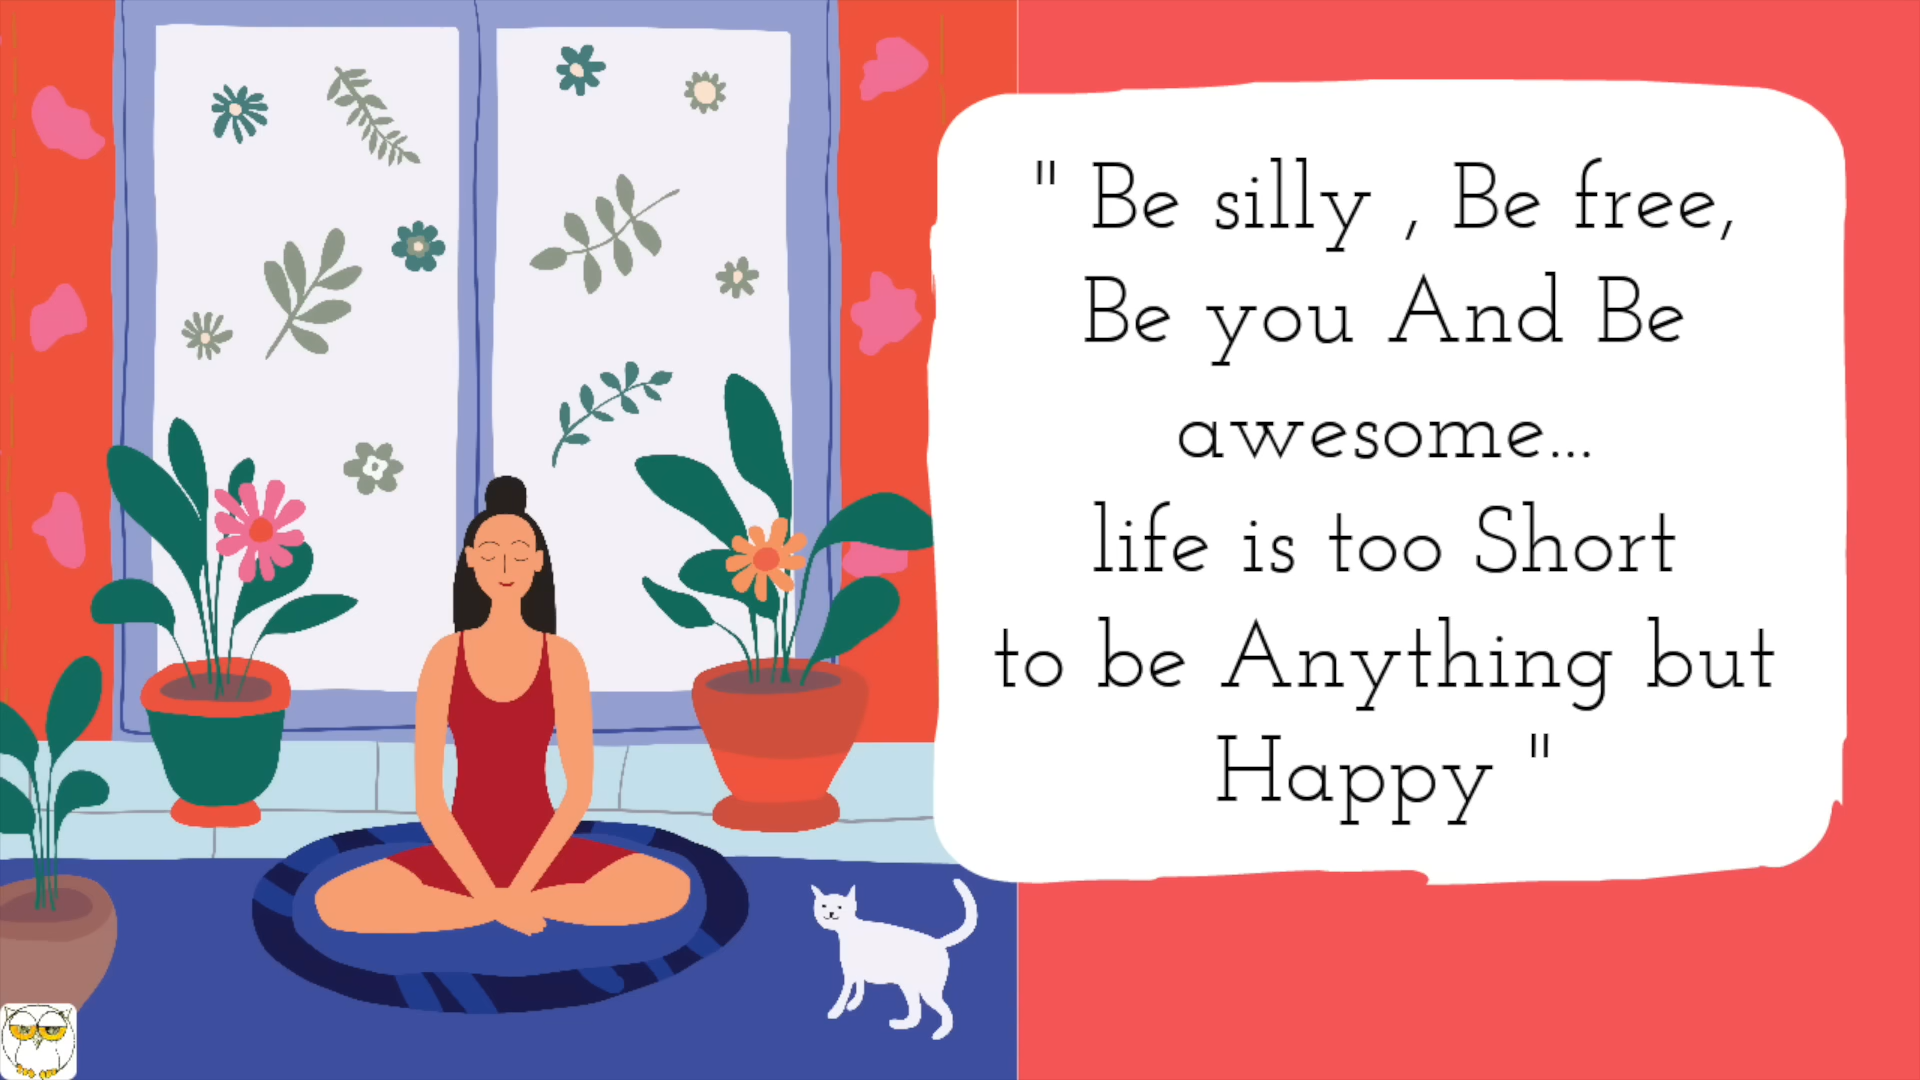 " Be silly , Be free,
Be you And Be
awesome...
life is too Short
to be Anything but
Happy "